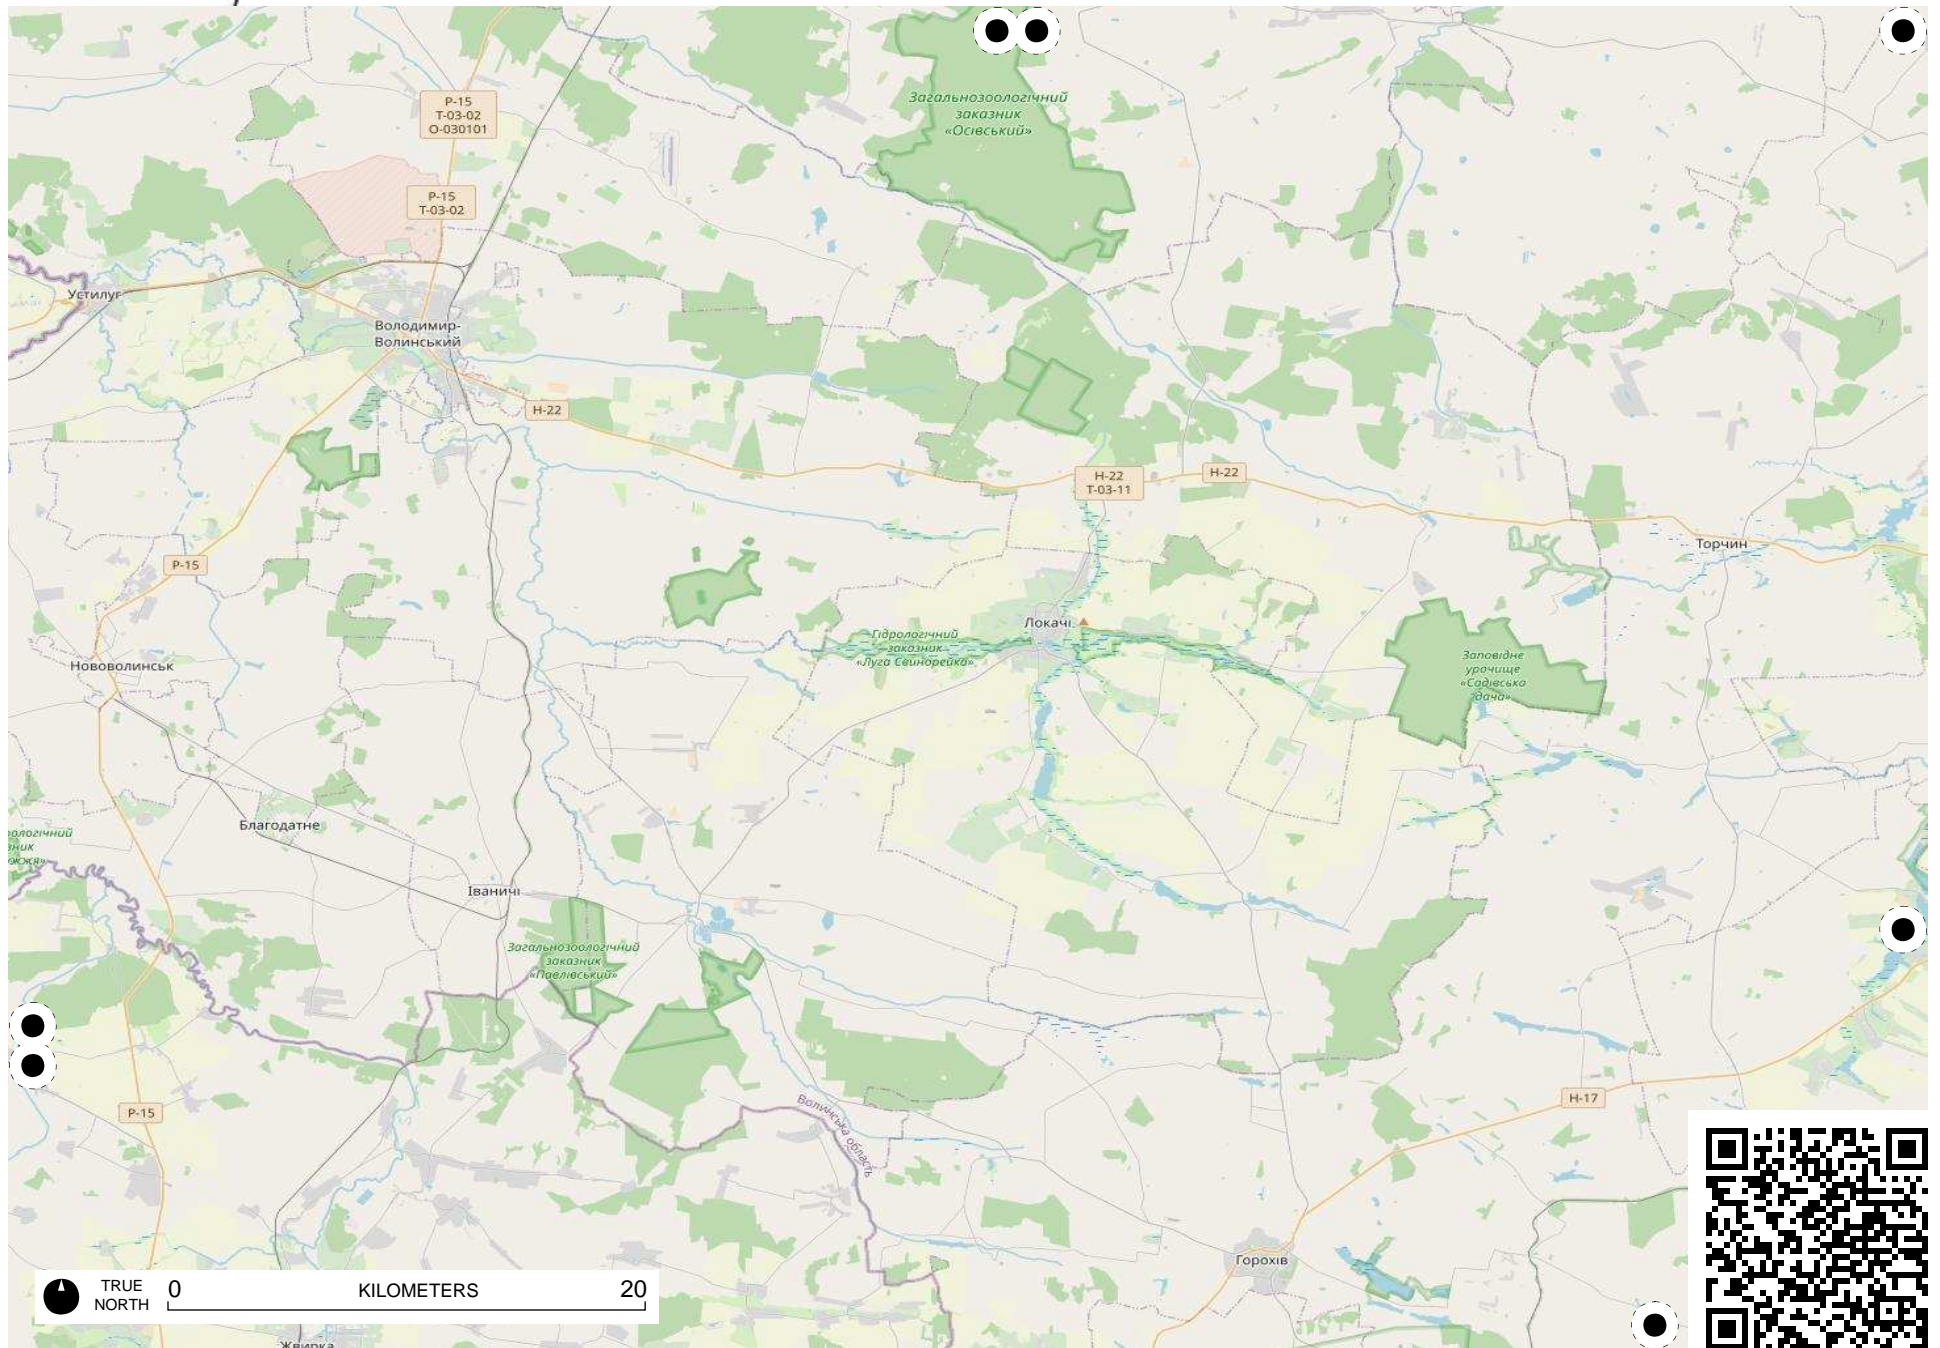 Загальнозоологічний
заказник
«Осівський»
Р-15
Т-03-02
О-030101
Р-15
Т-03-02
Устилуг
Володимир-
Волинський
Н-22
Н-22
Т-03-11
Н-22
Торчин
Р-15
Локачі
Гідрологічний
заказник
«Луга Свинорейка»
Заповідне
урочище
«Садівська
дача»
Нововолинськ
Благодатне
Іваничі
Загальнозоологічний
заказник
«Павлівський»
Волинська область
Р-15
Н-17
Горохів
TRUE
NORTH
0 KILOMETERS 20
Жвирка